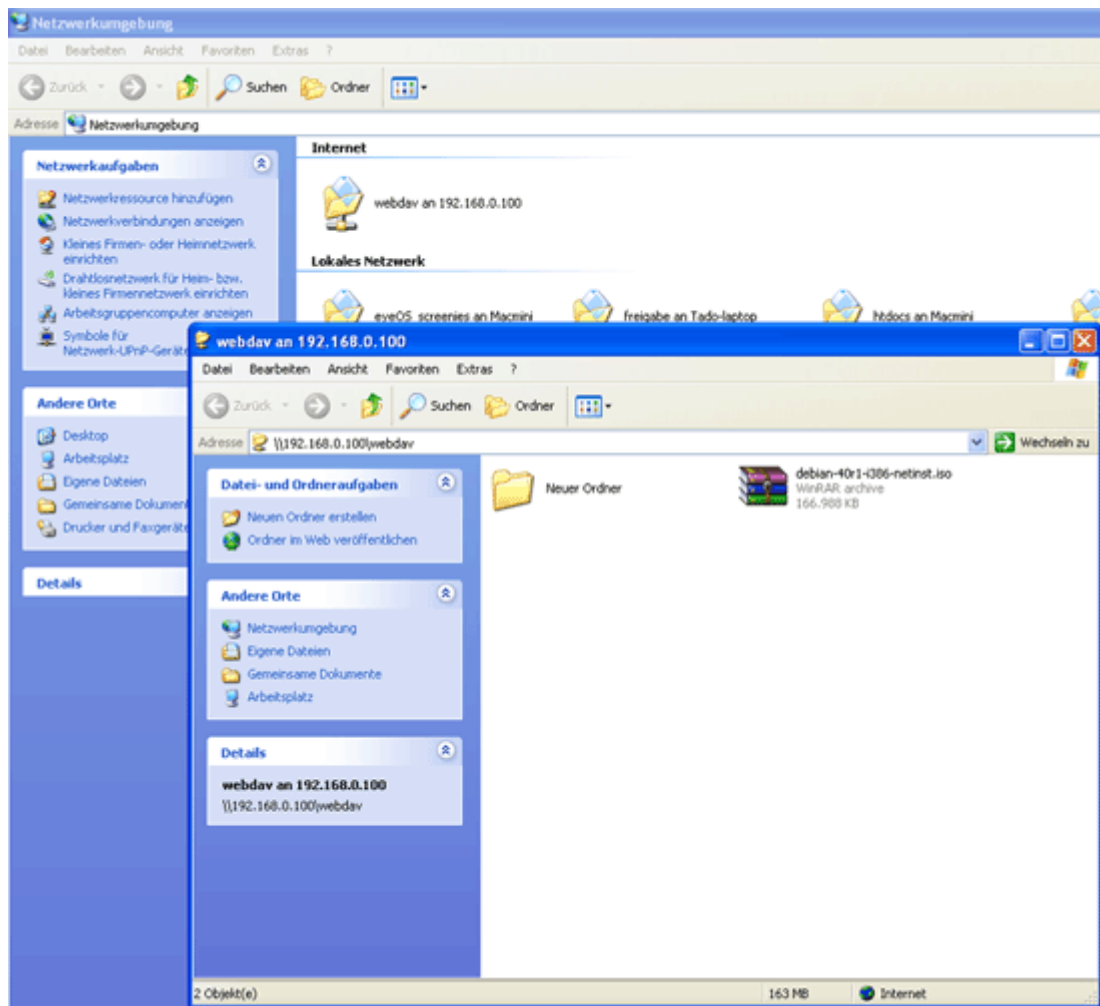 Netzwerkumgebung
Datei Bearbeiten Ansicht Favoriten Extras ?
Zurück Suchen Ordner
Adresse Netzwerkumgebung
Netzwerkaufgaben
Netzwerkressource hinzufügen
Netzwerkverbindungen anzeigen
Kleines Firmen- oder Heimnetzwerk
einrichten
Drahtlosnetzwerk für Heim- bzw.
kleines Firmennetzwerk einrichten
Arbeitsgruppencomputer anzeigen
Symbole für
Netzwerk-UPnP-Geräte
Andere Orte
Desktop
Arbeitsplatz
Eigene Dateien
Gemeinsame Dokumen
Drucker und Faxgeräte
Details
Internet
webdav an 192.168.0.100
Lokales Netzwerk
eyeOS screenies an Macmini
freigabe an Tado-laptop
htdocs an Macmini
webdav an 192.168.0.100
Datei Bearbeiten Ansicht Favoriten Extras ?
Zurück Suchen Ordner
Adresse \\192.168.0.100\webdav Wechseln zu
Datei- und Ordneraufgaben
Neuen Ordner erstellen
Ordner im Web veröffentlichen
Andere Orte
Netzwerkumgebung
Eigene Dateien
Gemeinsame Dokumente
Arbeitsplatz
Details
webdav an 192.168.0.100
\\192.168.0.100\webdav
Neuer Ordner
debian-40r1-i386-netinst.iso
WinRAR archive
166.988 KB
2 Objekt(e) 163 MB Internet